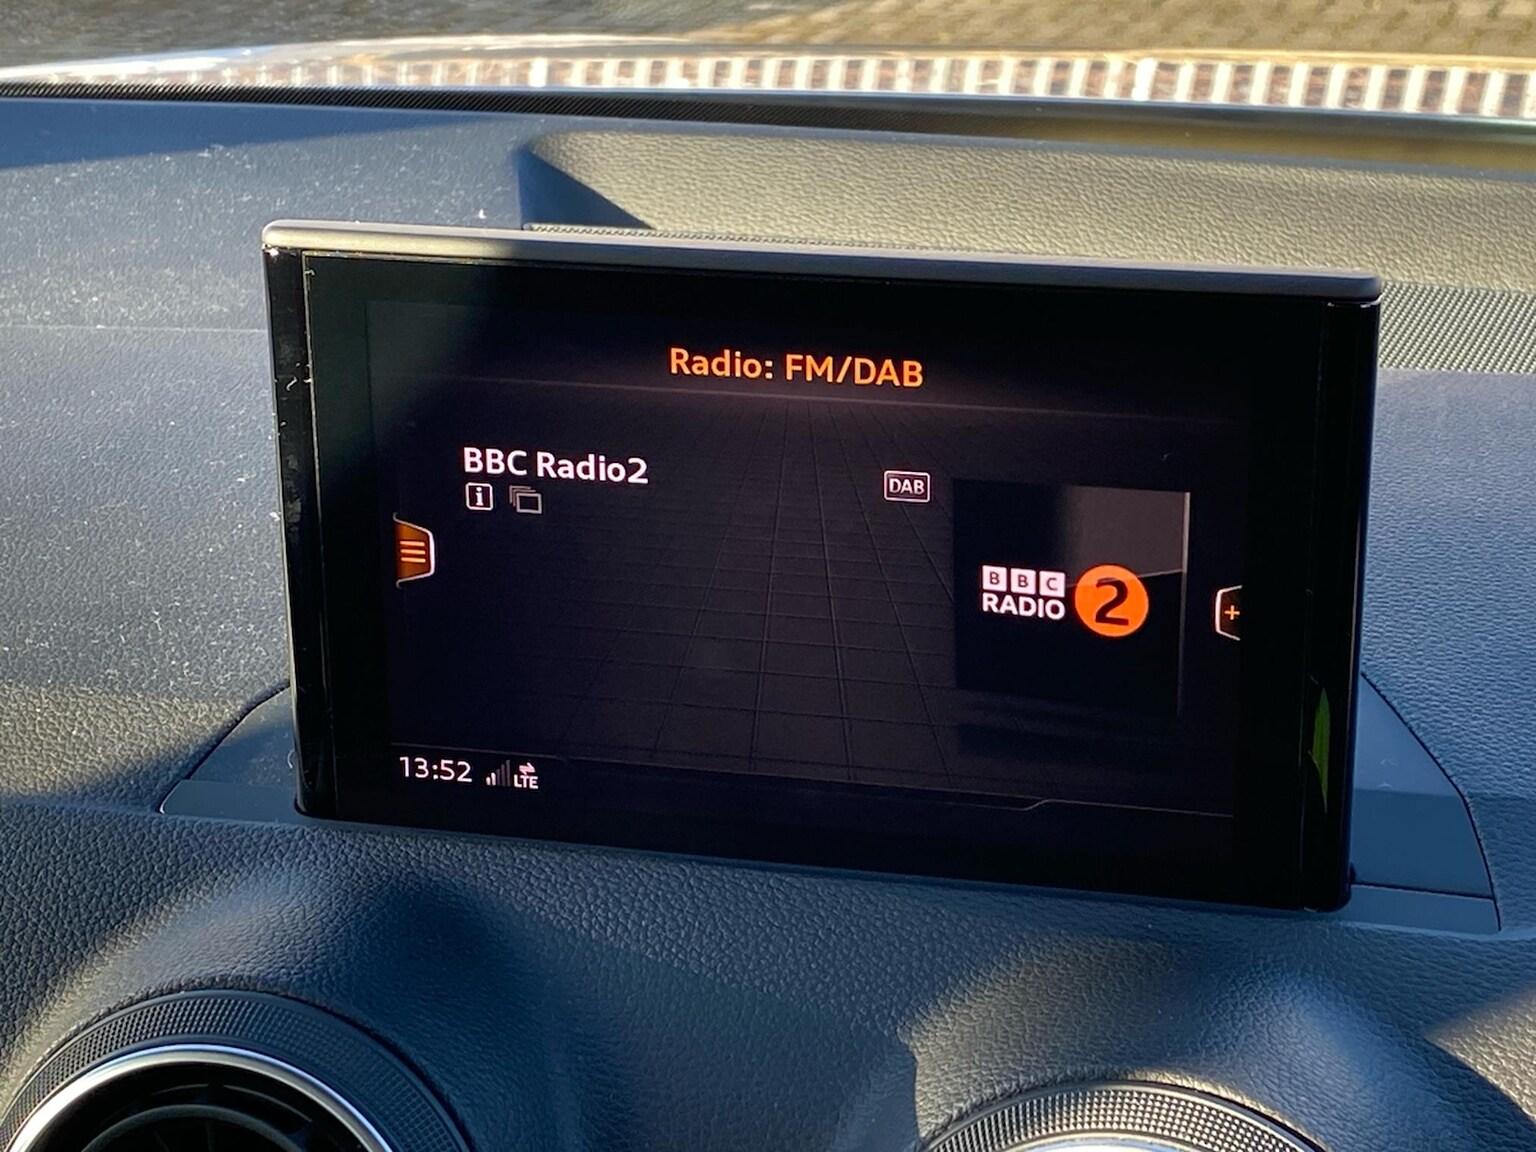 Radio: FM/DAB
BBC Radio2
i
DAB
BBC
RADIO 2
+
13:52 LTE